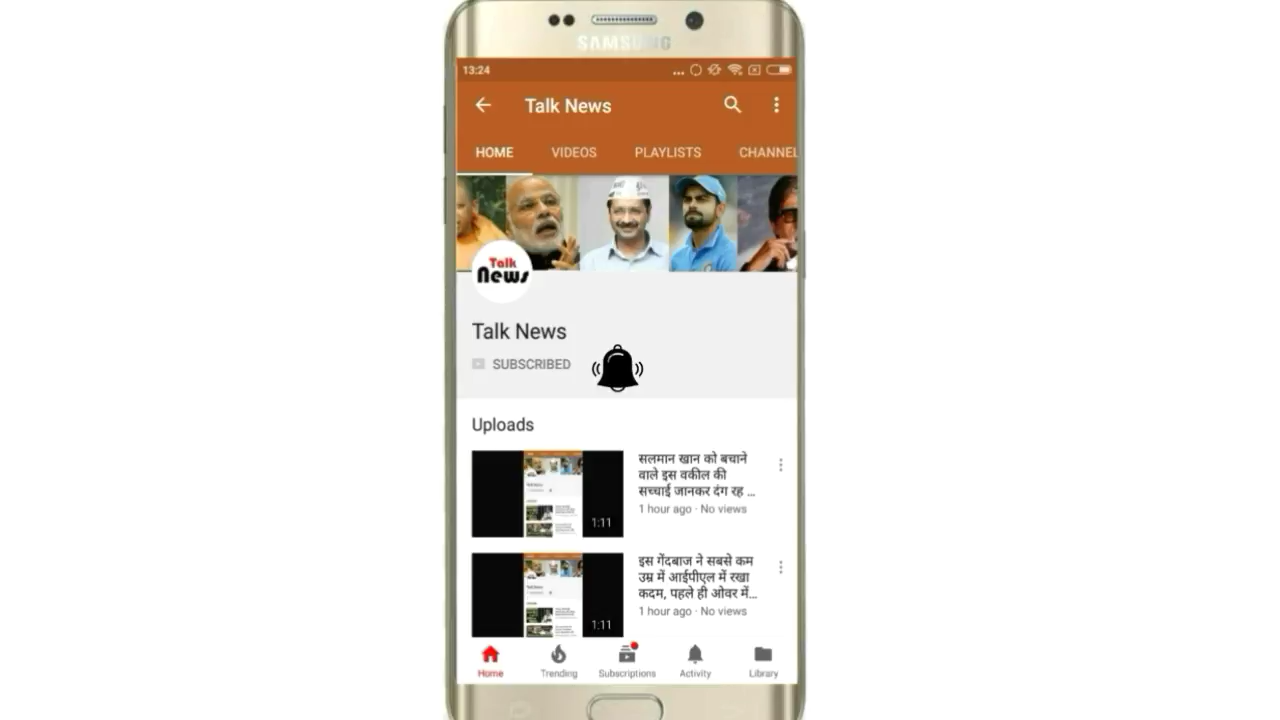 SAMSUNG
13:24
Talk News
HOME VIDEOS PLAYLISTS CHANNEL
Talk
News
Talk News
SUBSCRIBED
Uploads
सलमान खान को बचाने
वाले इस वकील की
सच्चाई जानकर दंग रह ...
1 hour ago · No views
1:11
इस गेंदबाज ने सबसे कम
उम्र में आईपीएल में रखा
कदम, पहले ही ओवर में...
1 hour ago · No views
1:11
Home Trending Subscriptions Activity Library